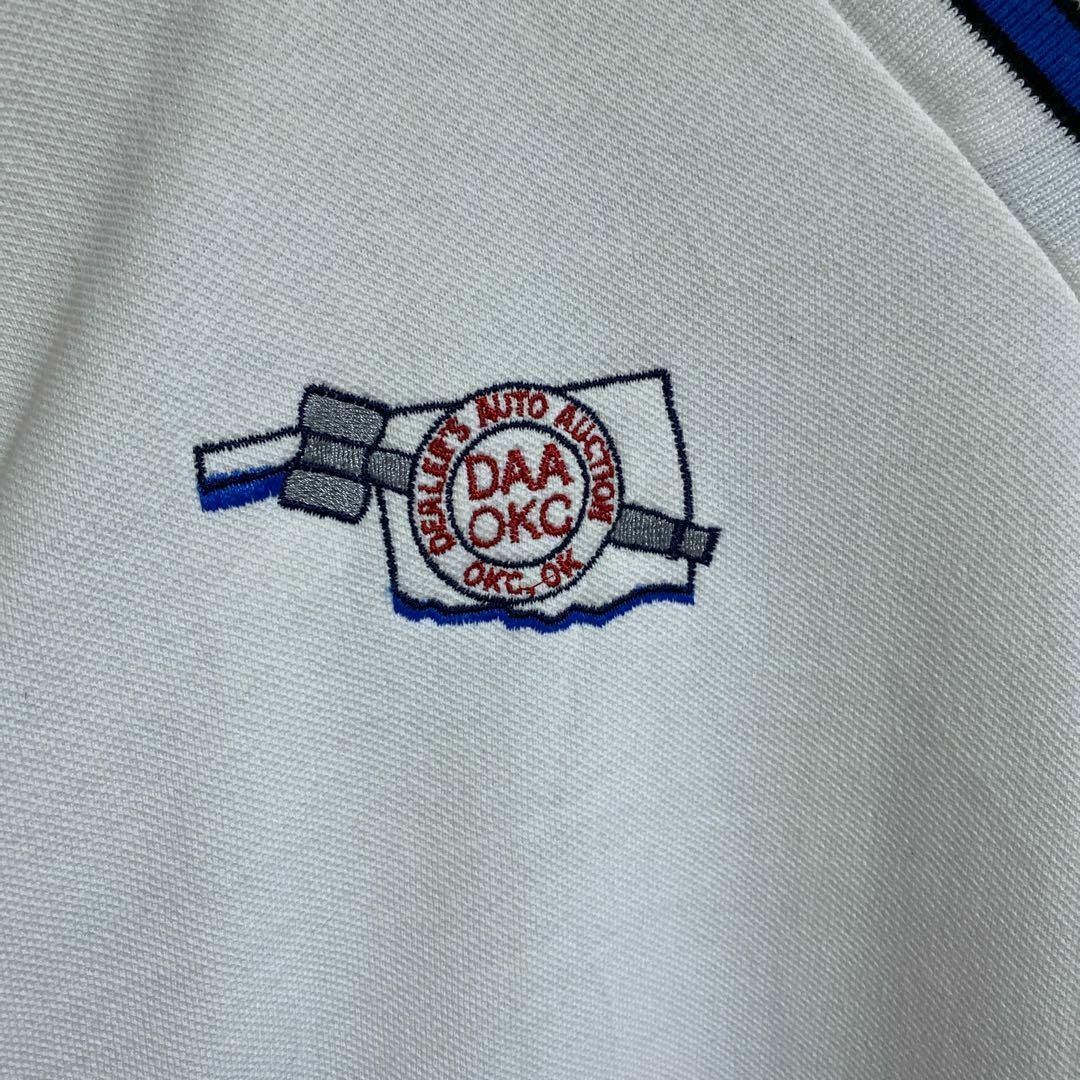 DEALER'S AUTO AUCTION
DAA
OKC
OKC, OK